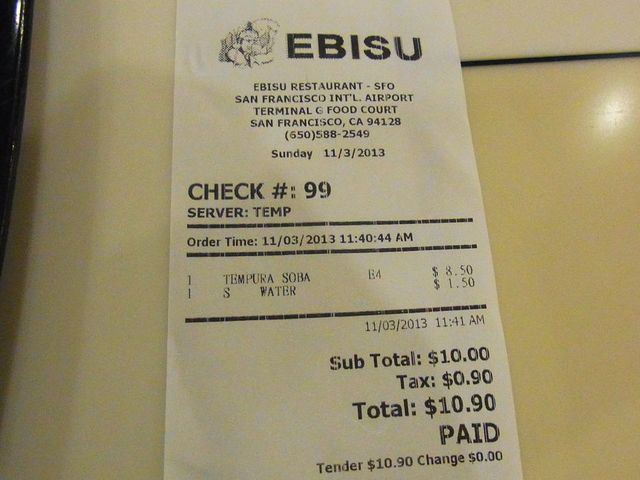 EBISU
EBISU RESTAURANT - SFO
SAN FRANCISCO INT'L. AIRPORT
TERMINAL G FOOD COURT
SAN FRANCISCO, CA 94128
(650)588-2549
Sunday 11/3/2013
CHECK #: 99
SERVER: TEMP
Order Time: 11/03/2013 11:40:44 AM
1 TEMPURA SOBA E4 $ 8.50
1 S WATER $ 1.50
11/03/2013 11:41 AM
Sub Total: $10.00
Tax: $0.90
Total: $10.90
PAID
Tender $10.90 Change $0.00